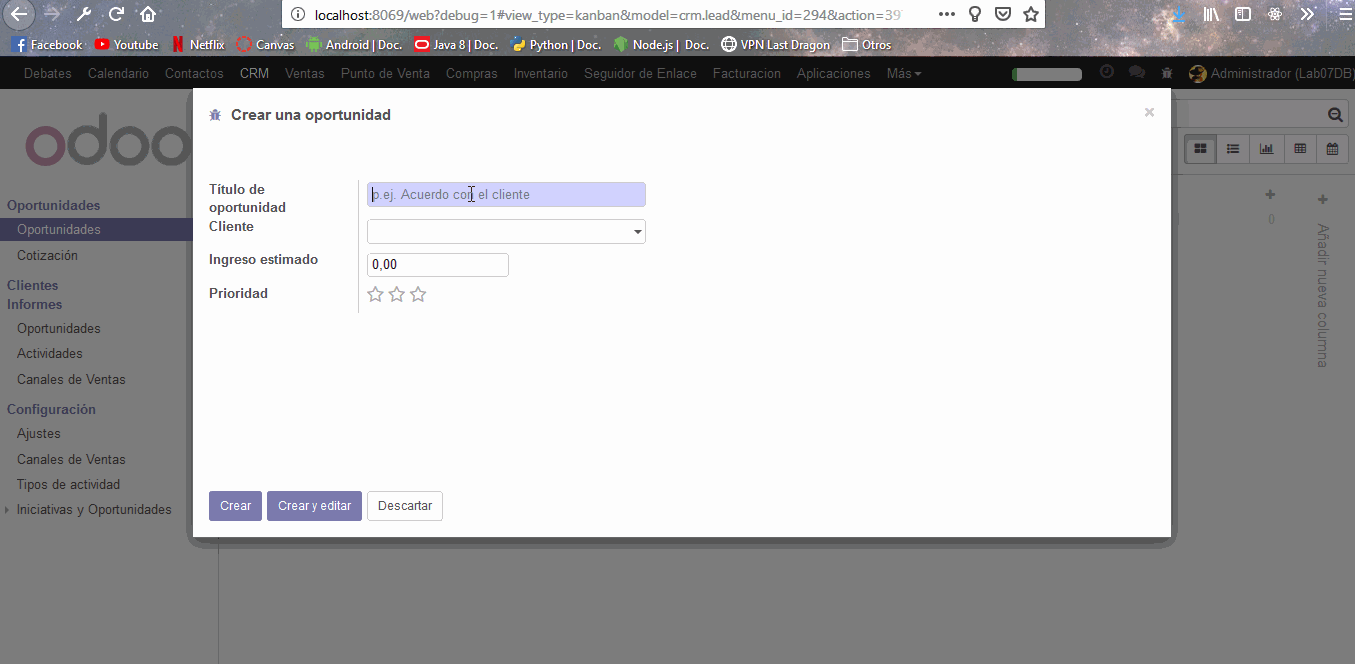 localhost:8069/web?debug=1#view_type=kanban&model=crm.lead&menu_id=294&action=397
Facebook Youtube Netflix Canvas Android | Doc. Java 8 | Doc. Python | Doc. Node.js | Doc. VPN Last Dragon Otros
Debates Calendario Contactos CRM Ventas Punto de Venta Compras Inventario Seguidor de Enlace Facturacion Aplicaciones Más Administrador (Lab07DB)
odoo
Oportunidades
Oportunidades
Cotización
Clientes
Informes
Oportunidades
Actividades
Canales de Ventas
Configuración
Ajustes
Canales de Ventas
Tipos de actividad
Iniciativas y Oportunidades
Crear una oportunidad
×
Título de
oportunidad
p.ej. Acuerdo con el cliente
Cliente
Ingreso estimado
0,00
Prioridad
Crear Crear y editar Descartar
0
Añadir nueva columna